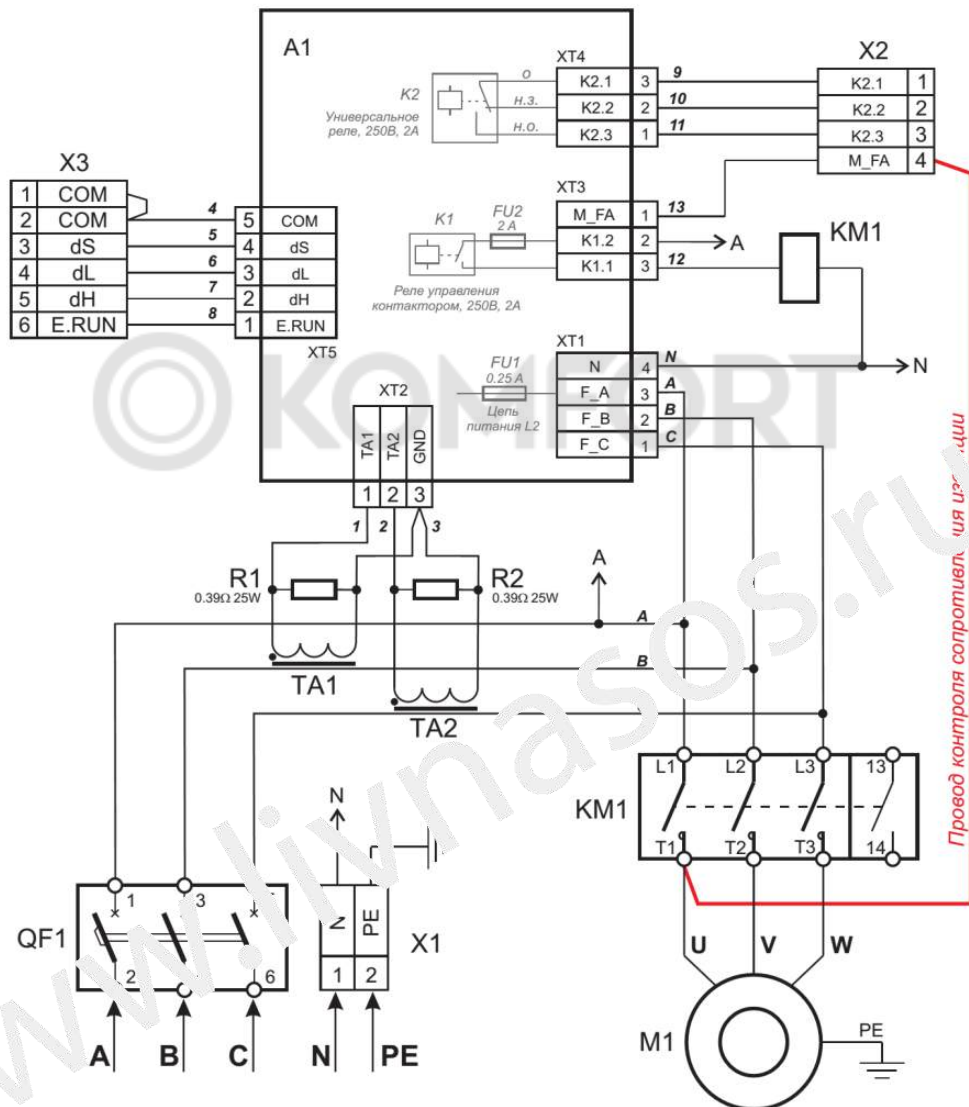 A1
XT4
X2
K2
Универсальное
реле, 250В, 2А
о
н.з.
н.о.
K2.1 3 9
K2.2 2 10
K2.3 1 11
K2.1 1
K2.2 2
K2.3 3
M_FA 4
X3
1 COM
2 COM
3 dS
4 dL
5 dH
6 E.RUN
4
5
6
7
8
5 COM
4 dS
3 dL
2 dH
1 E.RUN
XT5
K1
FU2
2 A
Реле управления
контактором, 250В, 2А
XT3
M_FA 1 13
K1.2 2 A
K1.1 3 12
KM1
KOMFORT
FU1
0.25 A
Цепь
питания L2
XT1
N 4 N
F_A 3 A
F_B 2 B
F_C 1 C
N
XT2
TA1 TA2 GND
1 2 3
1 2 3
R1
0.39Ω 25W
R2
0.39Ω 25W
A
A
B
TA1
TA2
Провод контроля
www.livnasos.ru
KM1
L1 L2 L3 13
T1 T2 T3 14
QF1
1 3
2 6
A B C
N
N PE
1 2
X1
N PE
U V W
M1
PE